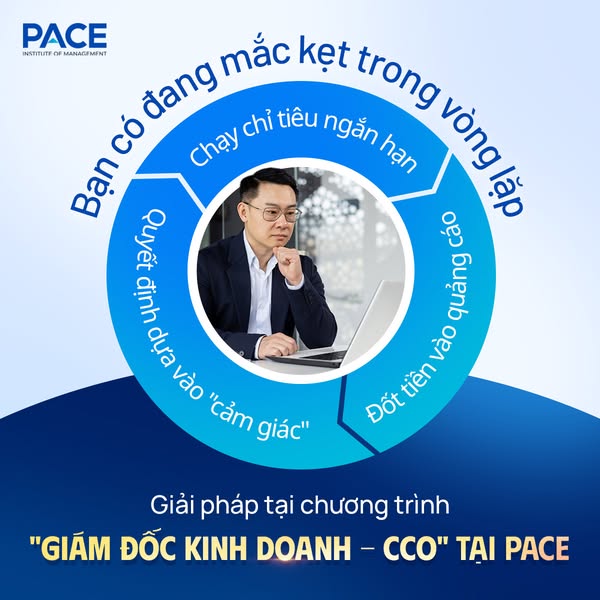 PACE
INSTITUTE OF MANAGEMENT
Bạn có đang mắc kẹt trong vòng lặp
Chạy chỉ tiêu ngắn hạn
Đốt tiền vào quảng cáo
Quyết định dựa vào "cảm giác"
Giải pháp tại chương trình
"GIÁM ĐỐC KINH DOANH – CCO" TẠI PACE